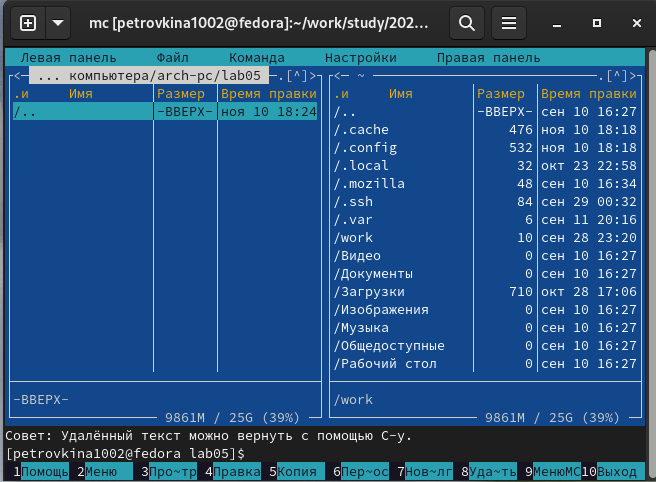 mc [petrovkina1002@fedora]:~/work/study/202...
Левая панель Файл Команда Настройки Правая панель
<─ ... компьютера/arch-pc/lab05 ─.[^]>
.и Имя Размер Время правки
/.. -ВВЕРХ- ноя 10 18:24
-ВВЕРХ-
9861M / 25G (39%)
<─ ~ ─.[^]>
.и Имя Размер Время правки
/.. -ВВЕРХ- сен 10 16:27
/.cache 476 ноя 10 18:18
/.config 532 ноя 10 18:18
/.local 32 окт 23 22:58
/.mozilla 48 сен 10 16:34
/.ssh 84 сен 29 00:32
/.var 6 сен 11 20:16
/work 10 сен 28 23:20
/Видео 0 сен 10 16:27
/Документы 0 сен 10 16:27
/Загрузки 710 окт 28 17:06
/Изображения 0 сен 10 16:27
/Музыка 0 сен 10 16:27
/Общедоступные 0 сен 10 16:27
/Рабочий стол 0 сен 10 16:27
/work
9861M / 25G (39%)
Совет: Удалённый текст можно вернуть с помощью C-y.
[petrovkina1002@fedora lab05]$
1Помощь 2Меню 3Про~тр 4Правка 5Копия 6Пер~ос 7Нов~лг 8Уда~ть 9МенюMC 10Выход